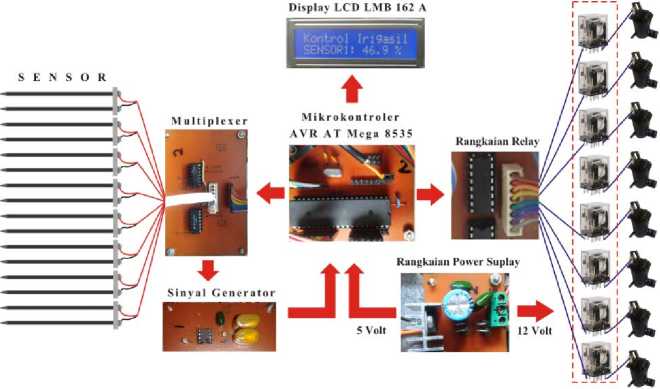 Display LCD LMB 162 A
Kontrol Irigasil
SENSOR1: 46.9 %
S E N S O R
Multiplexer
Mikrokontroler
AVR AT Mega 8535
Rangkaian Relay
Sinyal Generator
Rangkaian Power Suplay
5 Volt
12 Volt